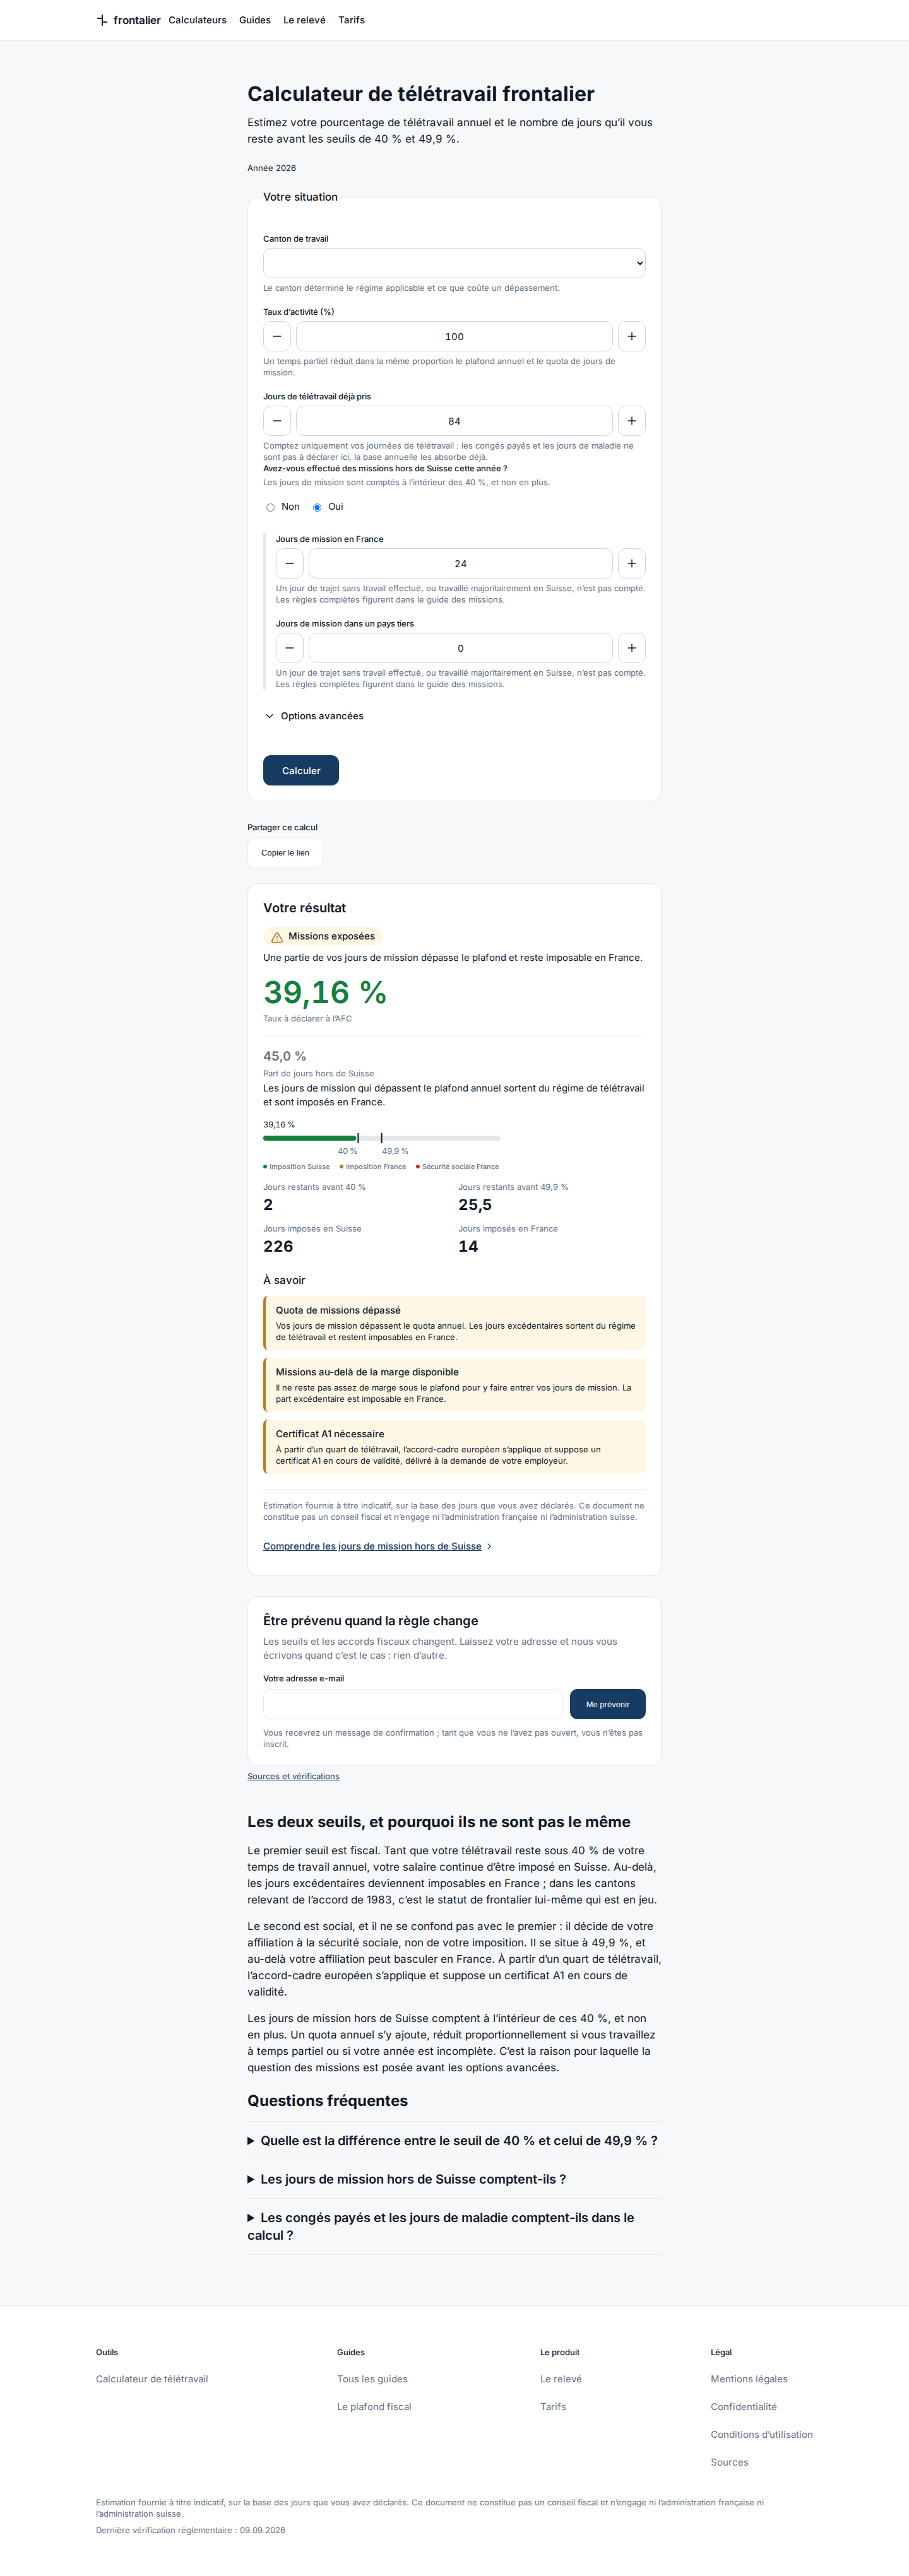 frontalier Calculateurs Guides Le relevé Tarifs
Calculateur de télétravail frontalier
Estimez votre pourcentage de télétravail annuel et le nombre de jours qu’il vous
reste avant les seuils de 40 % et 49,9 %.
Année 2026
Votre situation
Canton de travail
Le canton détermine le régime applicable et ce que coûte un dépassement.
Taux d’activité (%)
− 100 +
Un temps partiel réduit dans la même proportion le plafond annuel et le quota de jours de
mission.
Jours de télétravail déjà pris
− 84 +
Comptez uniquement vos journées de télétravail : les congés payés et les jours de maladie ne
sont pas à déclarer ici, la base annuelle les absorbe déjà.
Avez-vous effectué des missions hors de Suisse cette année ?
Les jours de mission sont comptés à l’intérieur des 40 %, et non en plus.
Non Oui
Jours de mission en France
− 24 +
Un jour de trajet sans travail effectué, ou travaillé majoritairement en Suisse, n’est pas compté.
Les règles complètes figurent dans le guide des missions.
Jours de mission dans un pays tiers
− 0 +
Un jour de trajet sans travail effectué, ou travaillé majoritairement en Suisse, n’est pas compté.
Les règles complètes figurent dans le guide des missions.
Options avancées
Calculer
Partager ce calcul
Copier le lien
Votre résultat
Missions exposées
Une partie de vos jours de mission dépasse le plafond et reste imposable en France.
39,16 %
Taux à déclarer à l’AFC
45,0 %
Part de jours hors de Suisse
Les jours de mission qui dépassent le plafond annuel sortent du régime de télétravail
et sont imposés en France.
39,16 %
40 % 49,9 %
Imposition Suisse Imposition France Sécurité sociale France
Jours restants avant 40 % Jours restants avant 49,9 %
2 25,5
Jours imposés en Suisse Jours imposés en France
226 14
À savoir
Quota de missions dépassé
Vos jours de mission dépassent le quota annuel. Les jours excédentaires sortent du régime
de télétravail et restent imposables en France.
Missions au-delà de la marge disponible
Il ne reste pas assez de marge sous le plafond pour y faire entrer vos jours de mission. La
part excédentaire est imposable en France.
Certificat A1 nécessaire
À partir d’un quart de télétravail, l’accord-cadre européen s’applique et suppose un
certificat A1 en cours de validité, délivré à la demande de votre employeur.
Estimation fournie à titre indicatif, sur la base des jours que vous avez déclarés. Ce document ne
constitue pas un conseil fiscal et n’engage ni l’administration française ni l’administration suisse.
Comprendre les jours de mission hors de Suisse
Être prévenu quand la règle change
Les seuils et les accords fiscaux changent. Laissez votre adresse et nous vous
écrivons quand c’est le cas : rien d’autre.
Votre adresse e-mail
Me prévenir
Vous recevrez un message de confirmation ; tant que vous ne l’avez pas ouvert, vous n’êtes pas
inscrit.
Sources et vérifications
Les deux seuils, et pourquoi ils ne sont pas le même
Le premier seuil est fiscal. Tant que votre télétravail reste sous 40 % de votre
temps de travail annuel, votre salaire continue d’être imposé en Suisse. Au-delà,
les jours excédentaires deviennent imposables en France ; dans les cantons
relevant de l’accord de 1983, c’est le statut de frontalier lui-même qui est en jeu.
Le second est social, et il ne se confond pas avec le premier : il décide de votre
affiliation à la sécurité sociale, non de votre imposition. Il se situe à 49,9 %, et
au-delà votre affiliation peut basculer en France. À partir d’un quart de télétravail,
l’accord-cadre européen s’applique et suppose un certificat A1 en cours de
validité.
Les jours de mission hors de Suisse comptent à l’intérieur de ces 40 %, et non
en plus. Un quota annuel s’y ajoute, réduit proportionnellement si vous travaillez
à temps partiel ou si votre année est incomplète. C’est la raison pour laquelle la
question des missions est posée avant les options avancées.
Questions fréquentes
Quelle est la différence entre le seuil de 40 % et celui de 49,9 % ?
Les jours de mission hors de Suisse comptent-ils ?
Les congés payés et les jours de maladie comptent-ils dans le
calcul ?
Outils Guides Le produit Légal
Calculateur de télétravail Tous les guides Le relevé Mentions légales
Le plafond fiscal Tarifs Confidentialité
Conditions d’utilisation
Sources
Estimation fournie à titre indicatif, sur la base des jours que vous avez déclarés. Ce document ne constitue pas un conseil fiscal et n’engage ni l’administration française ni
l’administration suisse.
Dernière vérification réglementaire : 09.09.2026